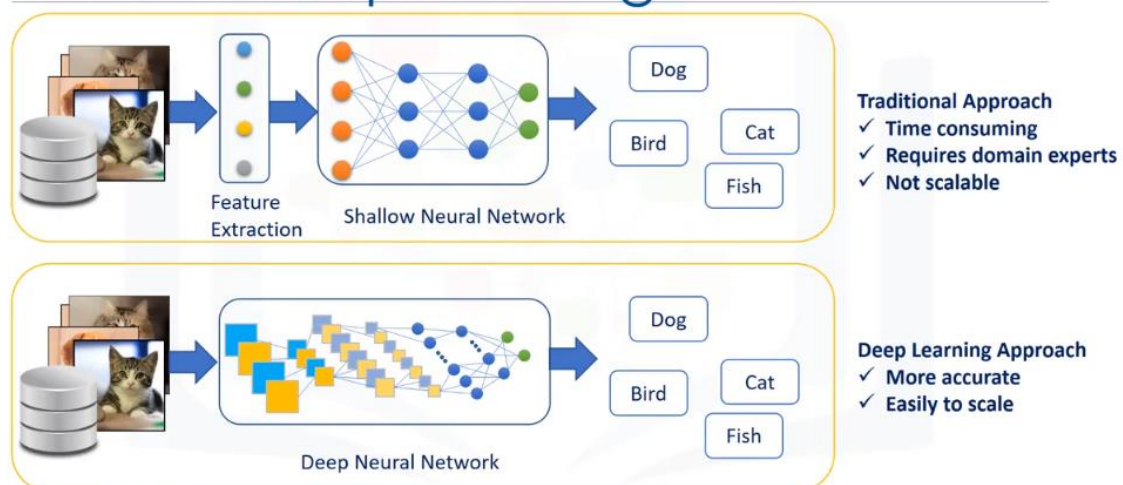 Dog
Bird
Cat
Fish
Feature
Extraction
Shallow Neural Network
Traditional Approach
✓ Time consuming
✓ Requires domain experts
✓ Not scalable
Dog
Bird
Cat
Fish
Deep Neural Network
Deep Learning Approach
✓ More accurate
✓ Easily to scale